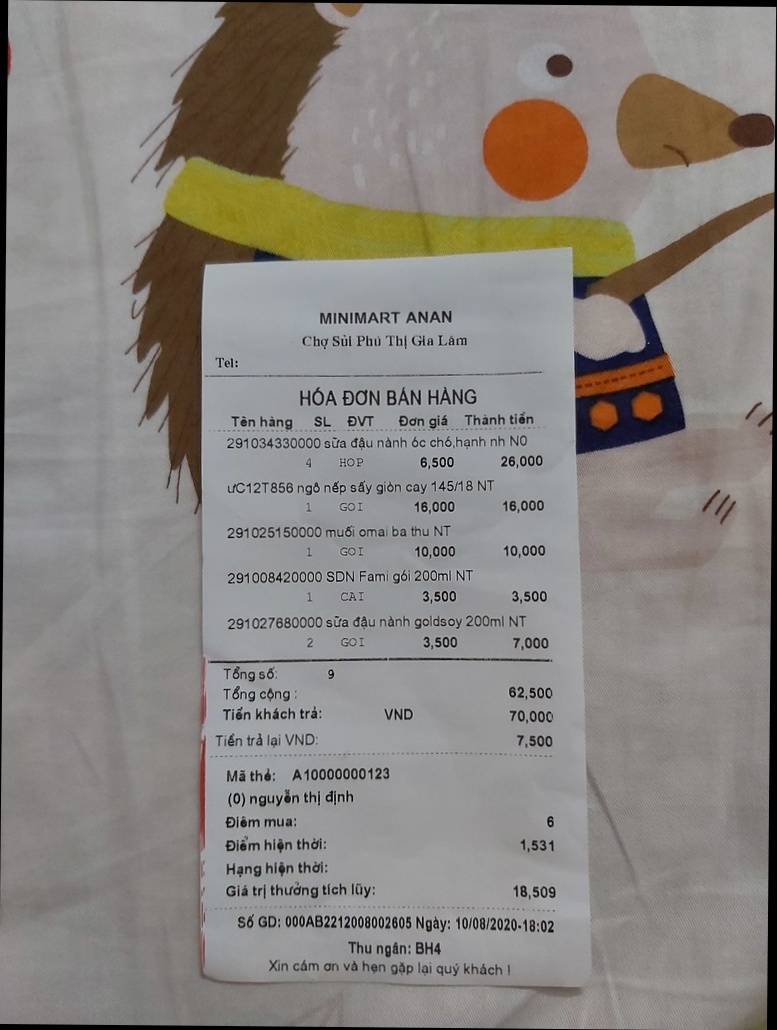 MINIMART ANAN
Chợ Sủi Phú Thị Gia Lâm
Tel:
HÓA ĐƠN BÁN HÀNG
Tên hàng SL ĐVT Đơn giá Thành tiền
291034330000 sữa đậu nành óc chó,hạnh nh N0
4 HOP 6,500 26,000
ưC12T856 ngô nếp sấy giòn cay 145/18 NT
1 GOI 16,000 16,000
291025150000 muối omai ba thu NT
1 GOI 10,000 10,000
291008420000 SDN Fami gói 200ml NT
1 CAI 3,500 3,500
291027680000 sữa đậu nành goldsoy 200ml NT
2 GOI 3,500 7,000
Tổng số: 9
Tổng cộng : 62,500
Tiền khách trả: VND 70,000
Tiền trả lại VND: 7,500
Mã thẻ: A10000000123
(0) nguyễn thị định
Điểm mua: 6
Điểm hiện thời: 1,531
Hạng hiện thời:
Giá trị thưởng tích lũy: 18,509
Số GD: 000AB2212008002605 Ngày: 10/08/2020-18:02
Thu ngân: BH4
Xin cảm ơn và hẹn gặp lại quý khách !